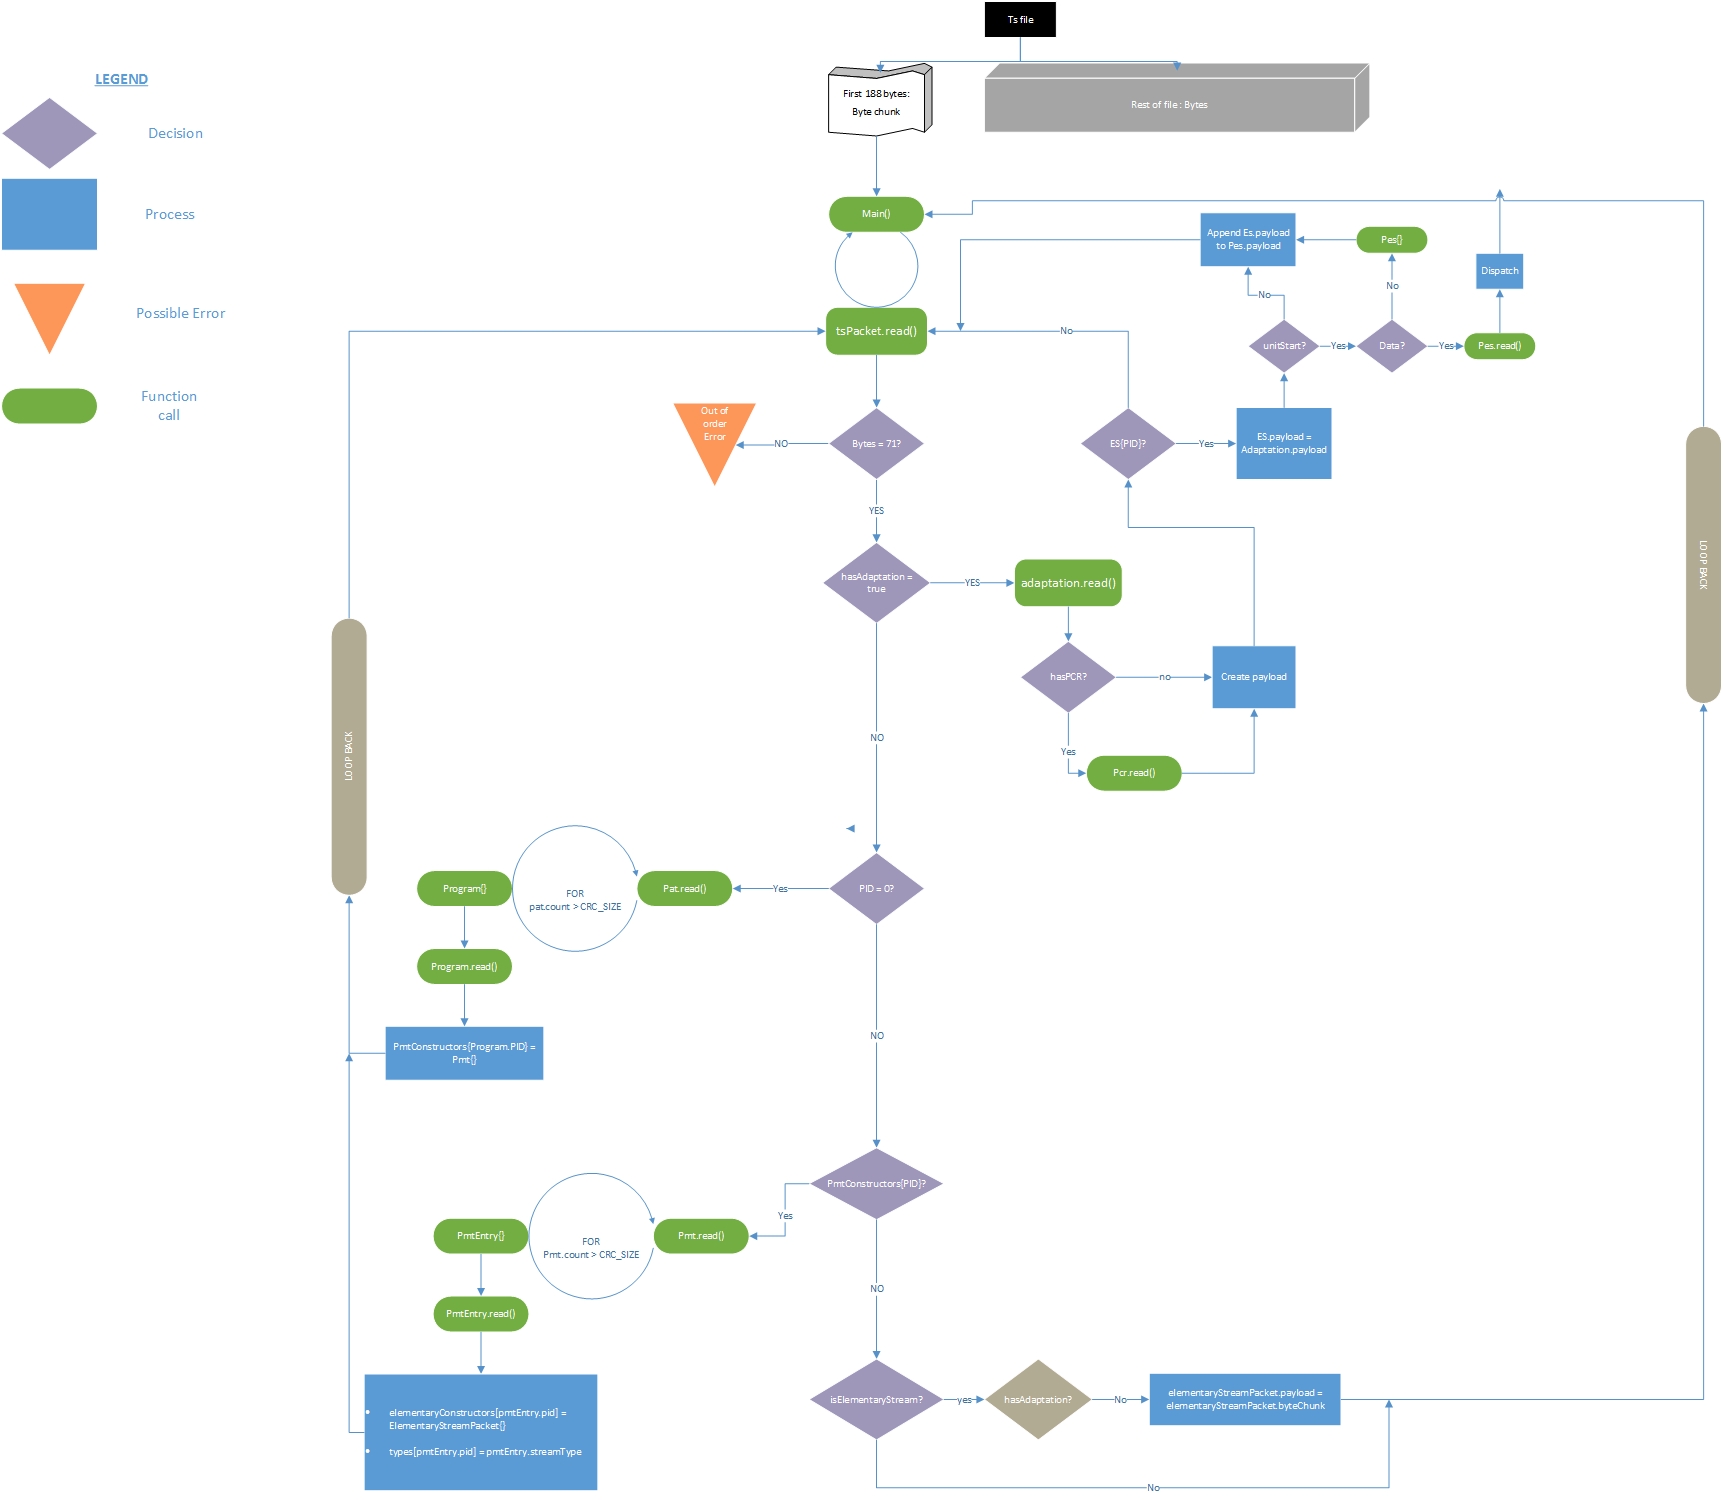 Ts file
First 188 bytes:
Byte chunk
Rest of file : Bytes
LEGEND
Decision
Process
Possible Error
Function
call
Main()
tsPacket.read()
Append Es.payload
to Pes.payload
Pes{}
Dispatch
No
No
No
unitStart?
Yes
Data?
Yes
Pes.read()
Out of
order
Error
NO
Bytes = 71?
ES{PID}?
Yes
ES.payload =
Adaptation.payload
YES
hasAdaptation =
true
YES
adaptation.read()
LOOP BACK
hasPCR?
no
Create payload
NO
Yes
Pcr.read()
LOOP BACK
Program{}
FOR
pat.count > CRC_SIZE
Pat.read()
Yes
PID = 0?
Program.read()
PmtConstructors{Program.PID} =
Pmt{}
NO
PmtConstructors{PID}?
Yes
PmtEntry{}
FOR
Pmt.count > CRC_SIZE
Pmt.read()
NO
PmtEntry.read()
elementaryConstructors[pmtEntry.pid] =
ElementaryStreamPacket{}
types[pmtEntry.pid] = pmtEntry.streamType
isElementaryStream?
yes
hasAdaptation?
No
elementaryStreamPacket.payload =
elementaryStreamPacket.byteChunk
No